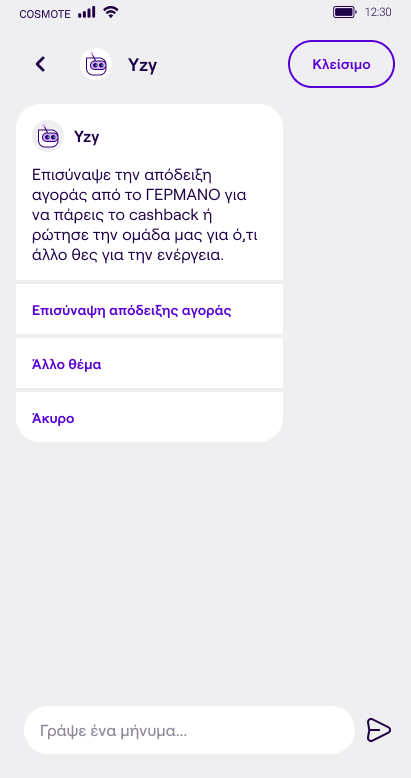 COSMOTE 12:30
Yzy Κλείσιμο
Yzy
Επισύναψε την απόδειξη
αγοράς από το ΓΕΡΜΑΝΟ για
να πάρεις το cashback ή
ρώτησε την ομάδα μας για ό,τι
άλλο θες για την ενέργεια.
Επισύναψη απόδειξης αγοράς
Άλλο θέμα
Άκυρο
Γράψε ένα μήνυμα...